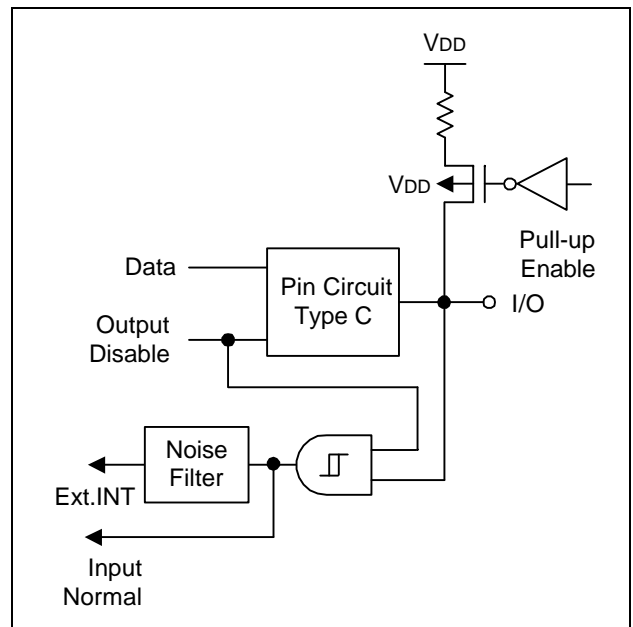 VDD
VDD
Pull-up
Enable
Data
Pin Circuit
Type C
I/O
Output
Disable
Noise
Filter
Ext.INT
Input
Normal